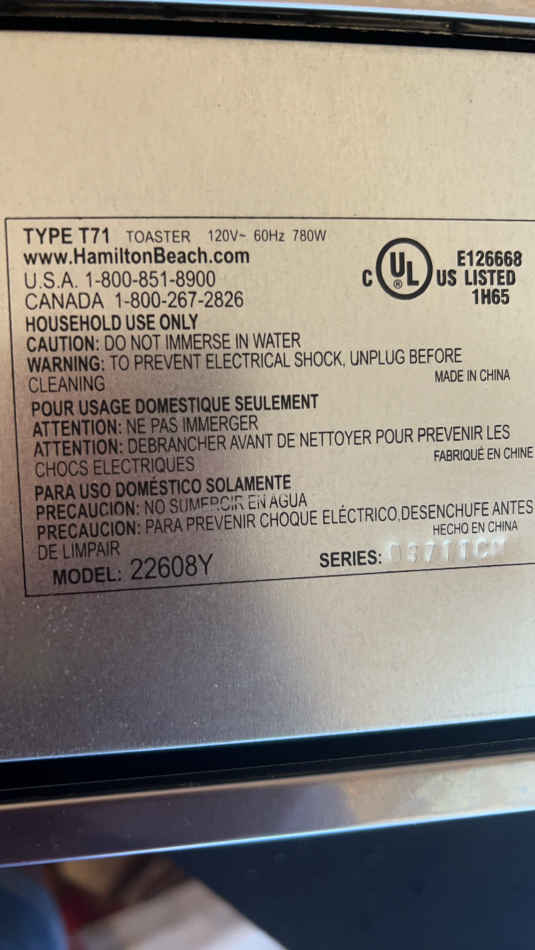 TYPE T71 TOASTER 120V~ 60Hz 780W
www.HamiltonBeach.com
U.S.A. 1-800-851-8900
CANADA 1-800-267-2826
C UL ® US LISTED
E126668
1H65
HOUSEHOLD USE ONLY
CAUTION: DO NOT IMMERSE IN WATER
WARNING: TO PREVENT ELECTRICAL SHOCK, UNPLUG BEFORE
CLEANING
MADE IN CHINA
POUR USAGE DOMESTIQUE SEULEMENT
ATTENTION: NE PAS IMMERGER
ATTENTION: DEBRANCHER AVANT DE NETTOYER POUR PREVENIR LES
CHOCS ELECTRIQUES
FABRIQUÉ EN CHINE
PARA USO DOMÉSTICO SOLAMENTE
PRECAUCION: NO SUMERGIR EN AGUA
PRECAUCION: PARA PREVENIR CHOQUE ELÉCTRICO, DESENCHUFE ANTES
DE LIMPAIR
HECHO EN CHINA
MODEL: 22608Y
SERIES: